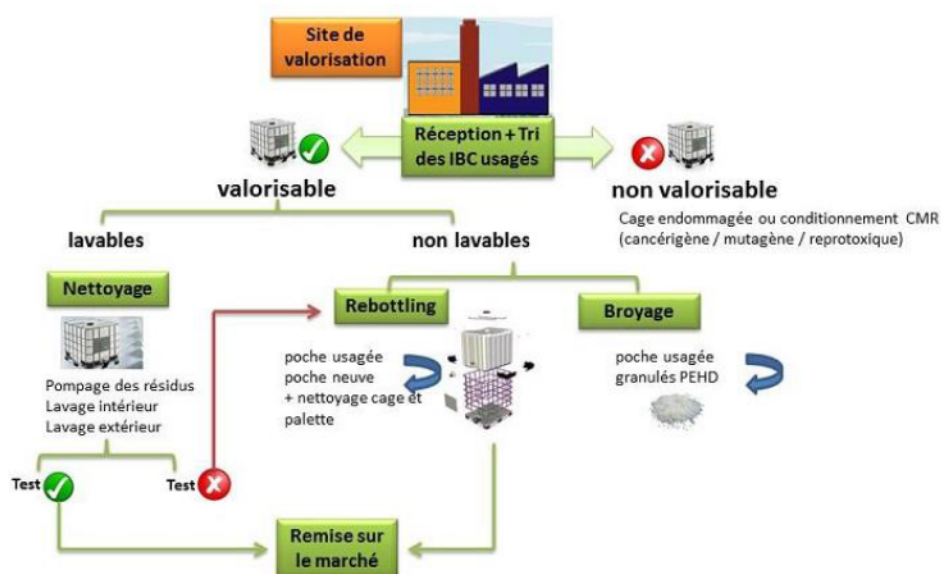 Site de
valorisation
Réception + Tri
des IBC usagés
valorisable
non valorisable
Cage endommagée ou conditionnement CMR
(cancérigène / mutagène / reprotoxique)
lavables
non lavables
Nettoyage
Rebottling
Broyage
Pompage des résidus
Lavage intérieur
Lavage extérieur
poche usagée
poche neuve
+ nettoyage cage et
palette
poche usagée
granulés PEHD
Test
Test
Remise sur
le marché